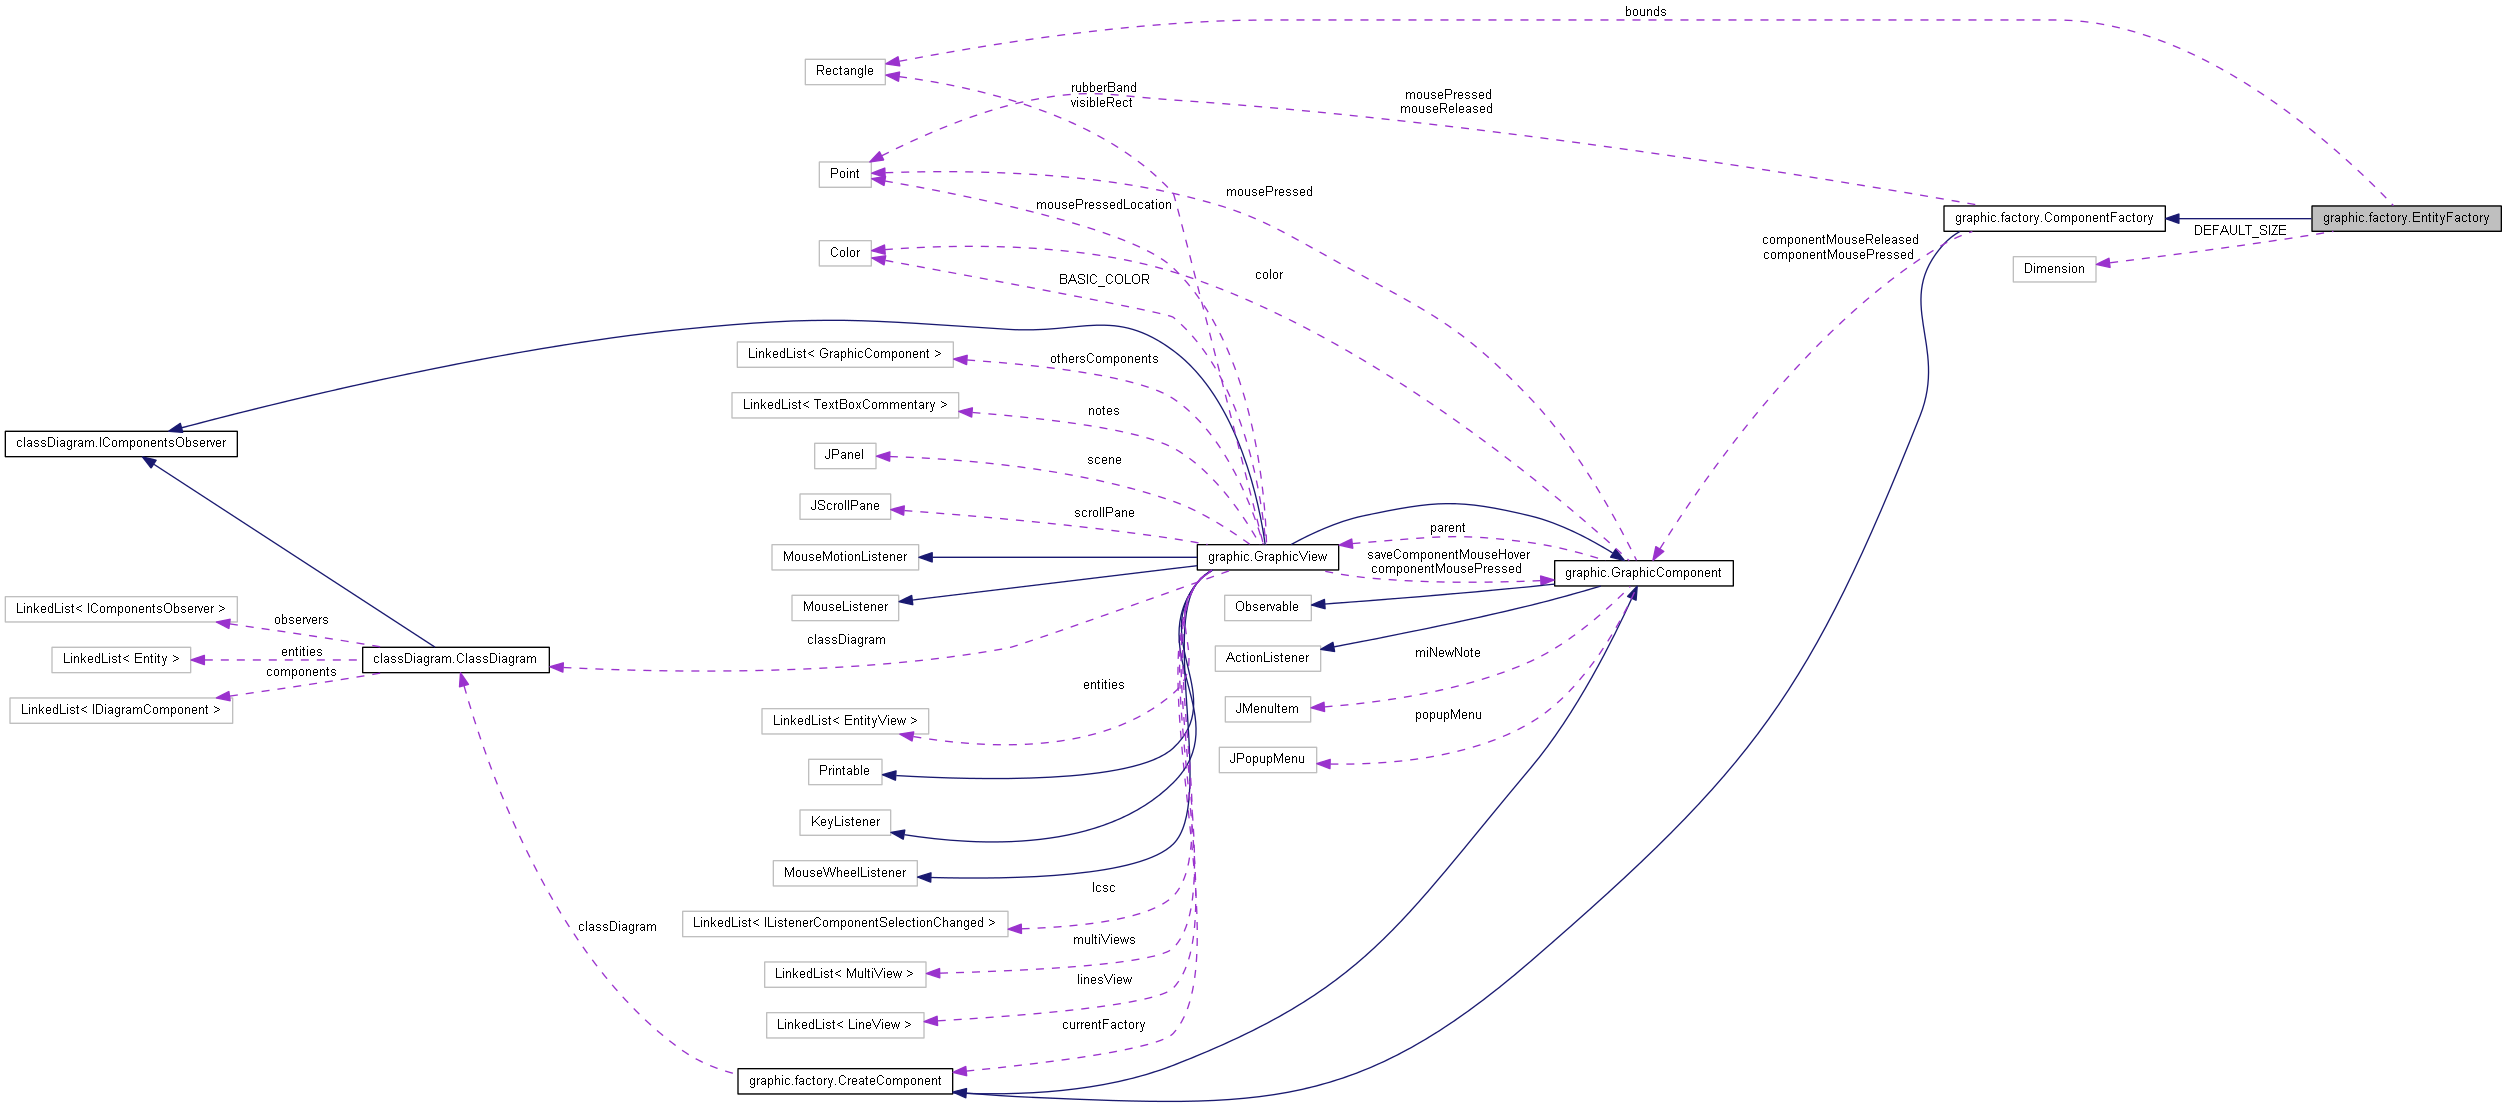 bounds
Rectangle
rubberBand
visibleRect
mousePressed
mouseReleased
Point
mousePressed
mousePressedLocation
graphic.factory.ComponentFactory
graphic.factory.EntityFactory
DEFAULT_SIZE
componentMouseReleased
componentMousePressed
Color
Dimension
color
BASIC_COLOR
LinkedList< GraphicComponent >
othersComponents
LinkedList< TextBoxCommentary >
notes
classDiagram.IComponentsObserver
JPanel
scene
JScrollPane
scrollPane
parent
MouseMotionListener
graphic.GraphicView
saveComponentMouseHover
componentMousePressed
graphic.GraphicComponent
LinkedList< IComponentsObserver >
observers
MouseListener
Observable
classDiagram
LinkedList< Entity >
entities
classDiagram.ClassDiagram
ActionListener
miNewNote
components
LinkedList< IDiagramComponent >
entities
LinkedList< EntityView >
JMenuItem
popupMenu
Printable
JPopupMenu
KeyListener
MouseWheelListener
lcsc
LinkedList< IListenerComponentSelectionChanged >
classDiagram
multiViews
LinkedList< MultiView >
linesView
LinkedList< LineView >
currentFactory
graphic.factory.CreateComponent